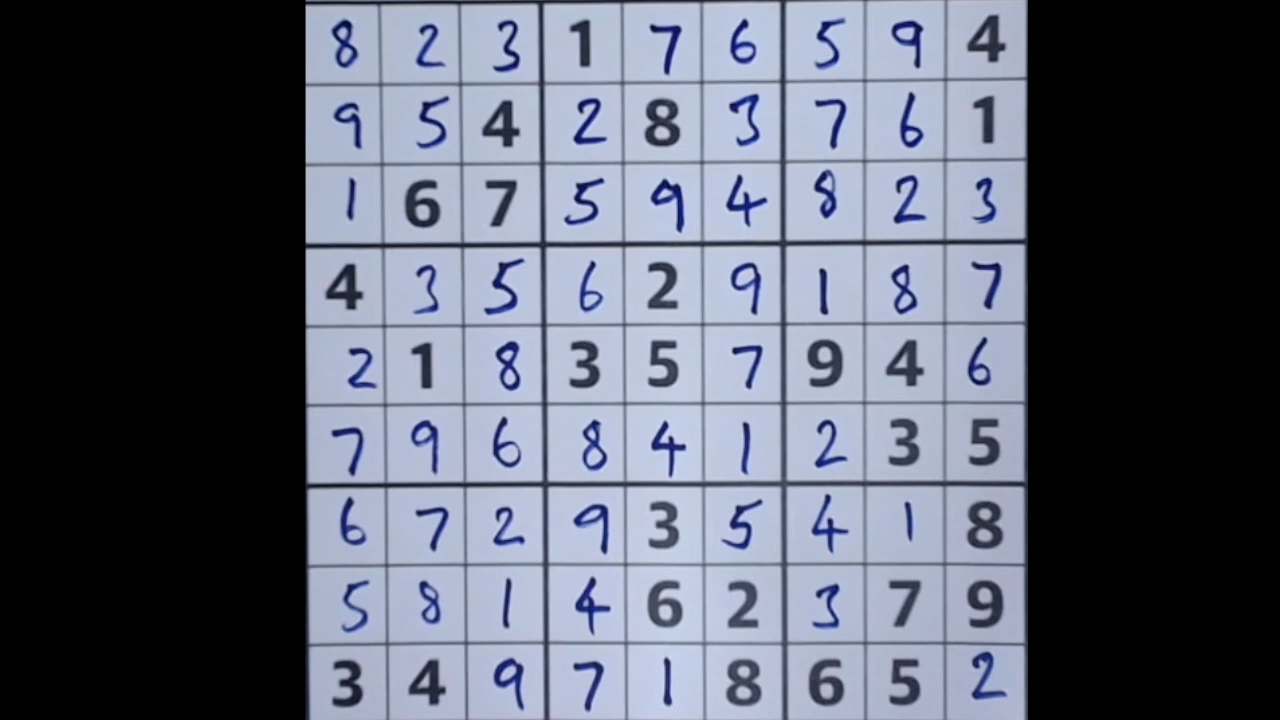 8 2 3 1 7 6 5 9 4
9 5 4 2 8 3 7 6 1
1 6 7 5 9 4 8 2 3
4 3 5 6 2 9 1 8 7
2 1 8 3 5 7 9 4 6
7 9 6 8 4 1 2 3 5
6 7 2 9 3 5 4 1 8
5 8 1 4 6 2 3 7 9
3 4 9 7 1 8 6 5 2